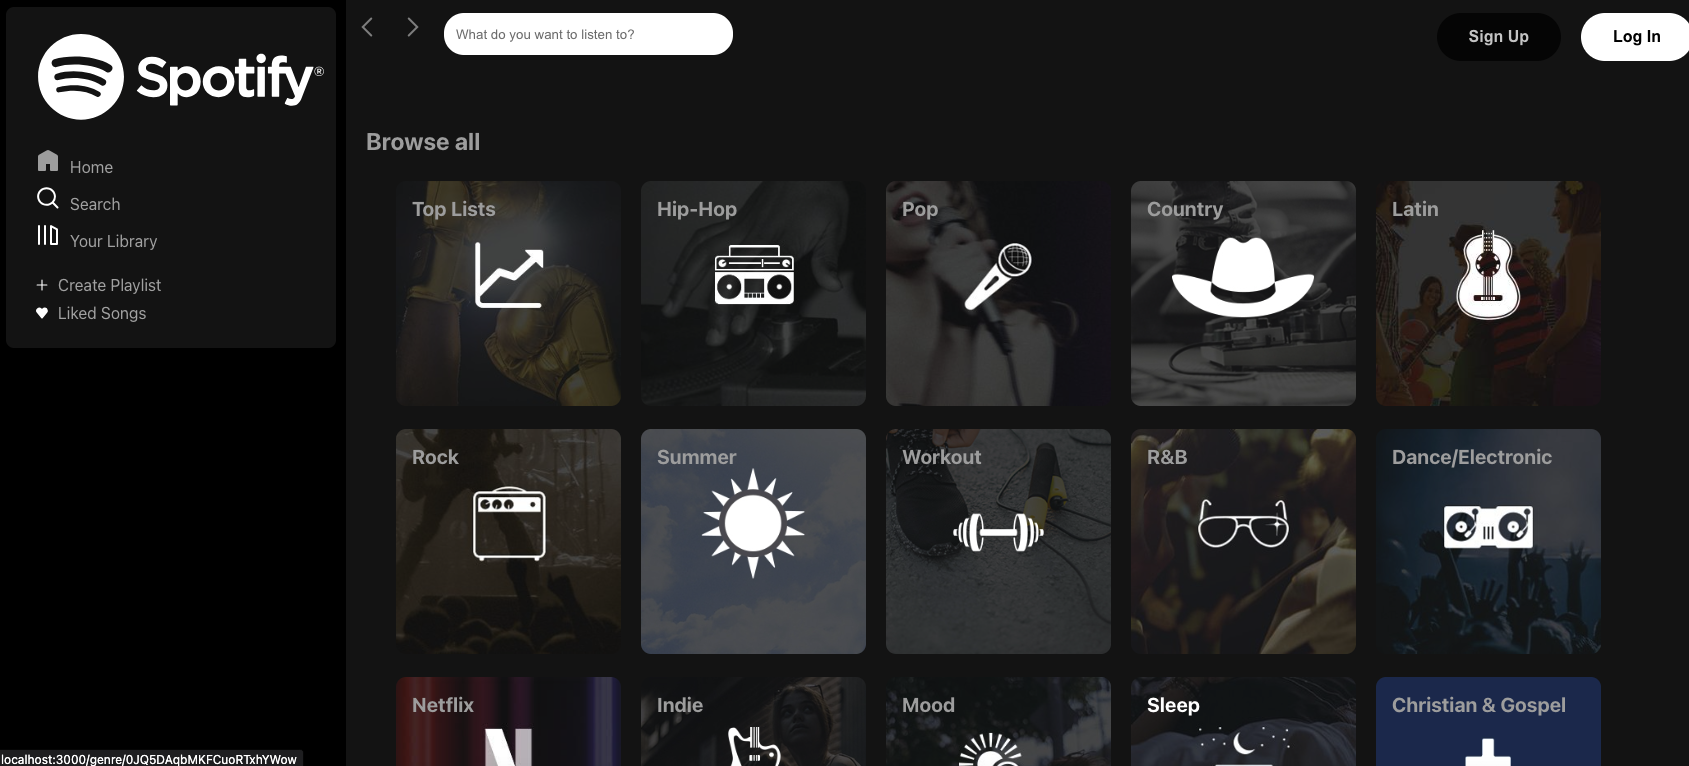 Spotify®
Home
Search
Your Library
+ Create Playlist
Liked Songs
What do you want to listen to?
Sign Up
Log In
Browse all
Top Lists
Hip-Hop
Pop
Country
Latin
Rock
Summer
Workout
R&B
Dance/Electronic
Netflix
Indie
Mood
Sleep
Christian & Gospel
N
localhost:3000/genre/0JQ5DAqbMKFCuoRTxhYWow